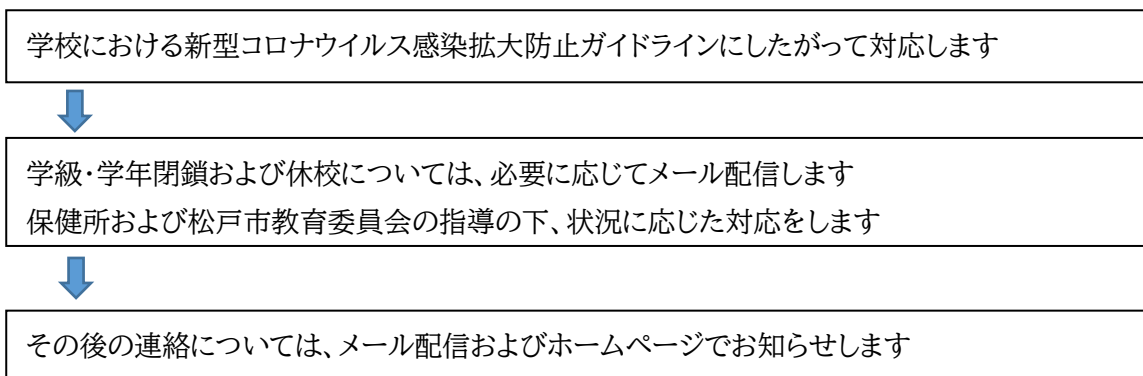 学校における新型コロナウイルス感染拡大防止ガイドラインにしたがって対応します
学級・学年閉鎖および休校については、必要に応じてメール配信します
保健所および松戸市教育委員会の指導の下、状況に応じた対応をします
その後の連絡については、メール配信およびホームページでお知らせします